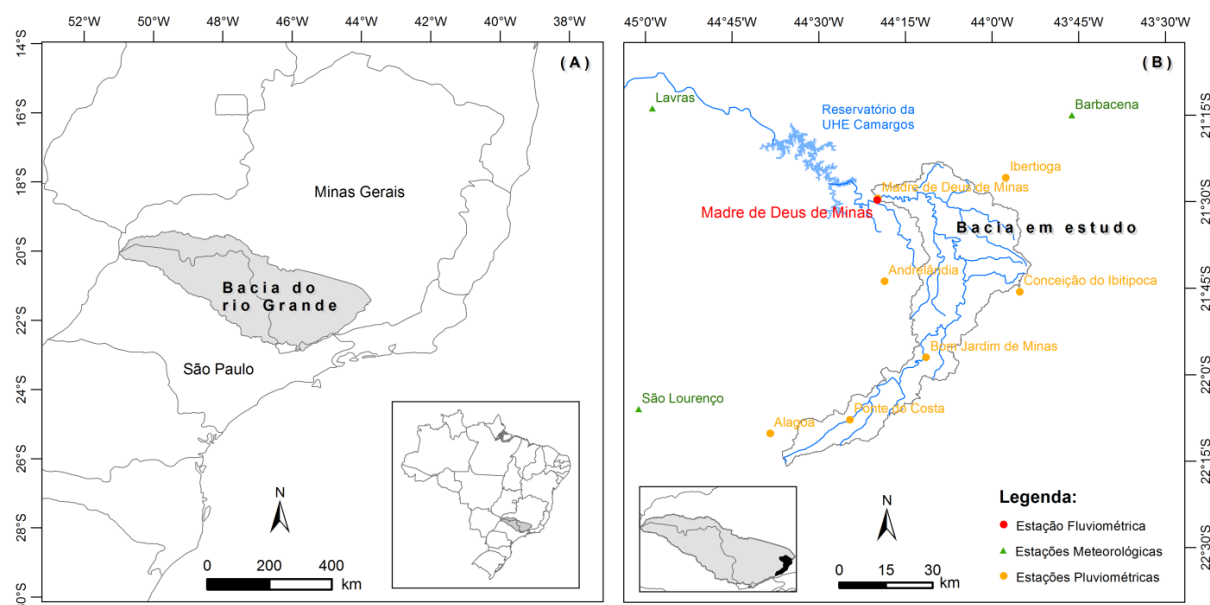 52°W 50°W 48°W 46°W 44°W 42°W 40°W 38°W
14°S
16°S
18°S
20°S
22°S
24°S
26°S
28°S
30°S
( A )
Minas Gerais
Bacia do
rio Grande
São Paulo
N
0 200 400
km
45°0'W 44°45'W 44°30'W 44°15'W 44°0'W 43°45'W 43°30'W
( B )
Lavras
Reservatório da
UHE Camargos
Barbacena
Ibertioga
Madre de Deus de Minas
Madre de Deus de Minas
Bacia em estudo
Andrelândia
Conceição do Ibitipoca
Bom Jardim de Minas
São Lourenço
Ponte do Costa
Alagoa
21°15'S
21°30'S
21°45'S
22°0'S
22°15'S
22°30'S
N
0 15 30
km
Legenda:
Estação Fluviométrica
Estações Meteorológicas
Estações Pluviométricas